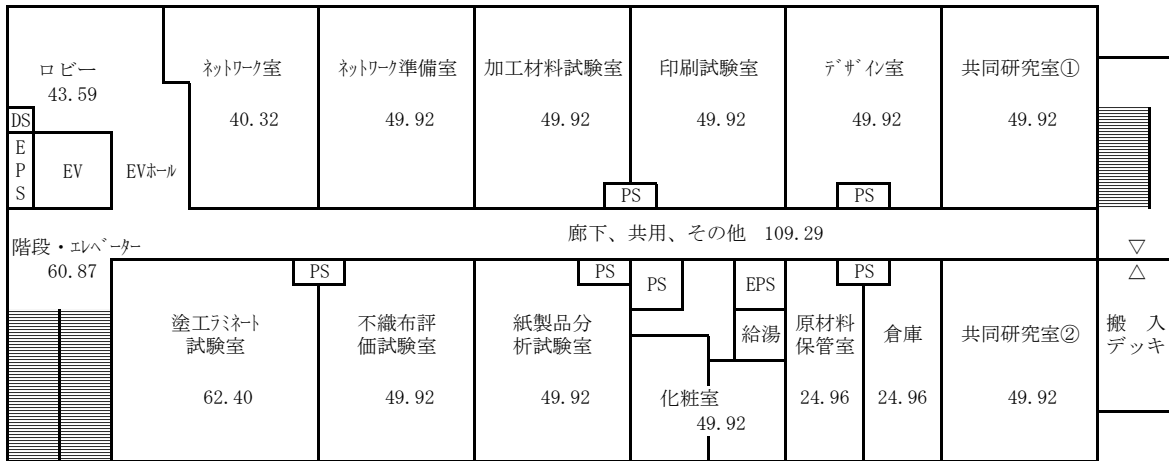 ロビー
43.59
ﾈｯﾄﾜｰｸ室
40.32
ﾈｯﾄﾜｰｸ準備室
49.92
加工材料試験室
49.92
印刷試験室
49.92
ﾃﾞｻﾞｲﾝ室
49.92
共同研究室①
49.92
DS
E
P
S
EV
EVﾎｰﾙ
PS
PS
廊下、共用、その他 109.29
階段・ｴﾚﾍﾞｰﾀｰ
60.87
▽
△
PS
PS
PS
EPS
PS
塗工ﾗﾐﾈｰﾄ
試験室
62.40
不織布評
価試験室
49.92
紙製品分
析試験室
49.92
給湯
化粧室
49.92
原材料
保管室
24.96
倉庫
24.96
共同研究室②
49.92
搬 入
デッキ